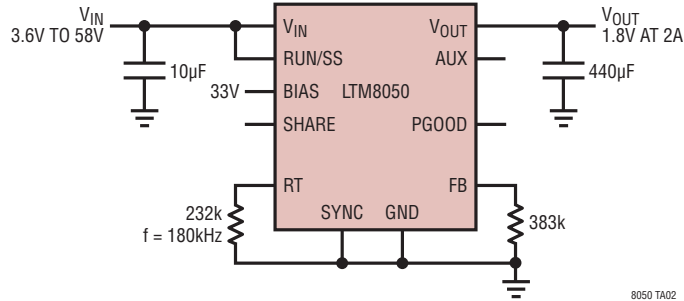 VIN
3.6V TO 58V
10µF
33V
VIN
RUN/SS
BIAS
LTM8050
SHARE
RT
SYNC
GND
VOUT
AUX
PGOOD
FB
VOUT
1.8V AT 2A
440µF
232k
f = 180kHz
383k
8050 TA02